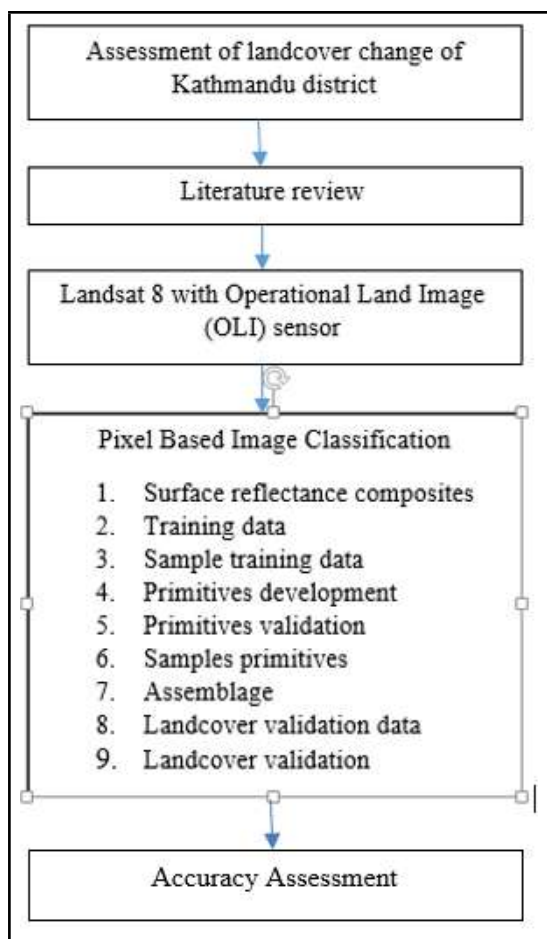 Assessment of landcover change of
Kathmandu district
Literature review
Landsat 8 with Operational Land Image
(OLI) sensor
Pixel Based Image Classification
1. Surface reflectance composites
2. Training data
3. Sample training data
4. Primitives development
5. Primitives validation
6. Samples primitives
7. Assemblage
8. Landcover validation data
9. Landcover validation
Accuracy Assessment